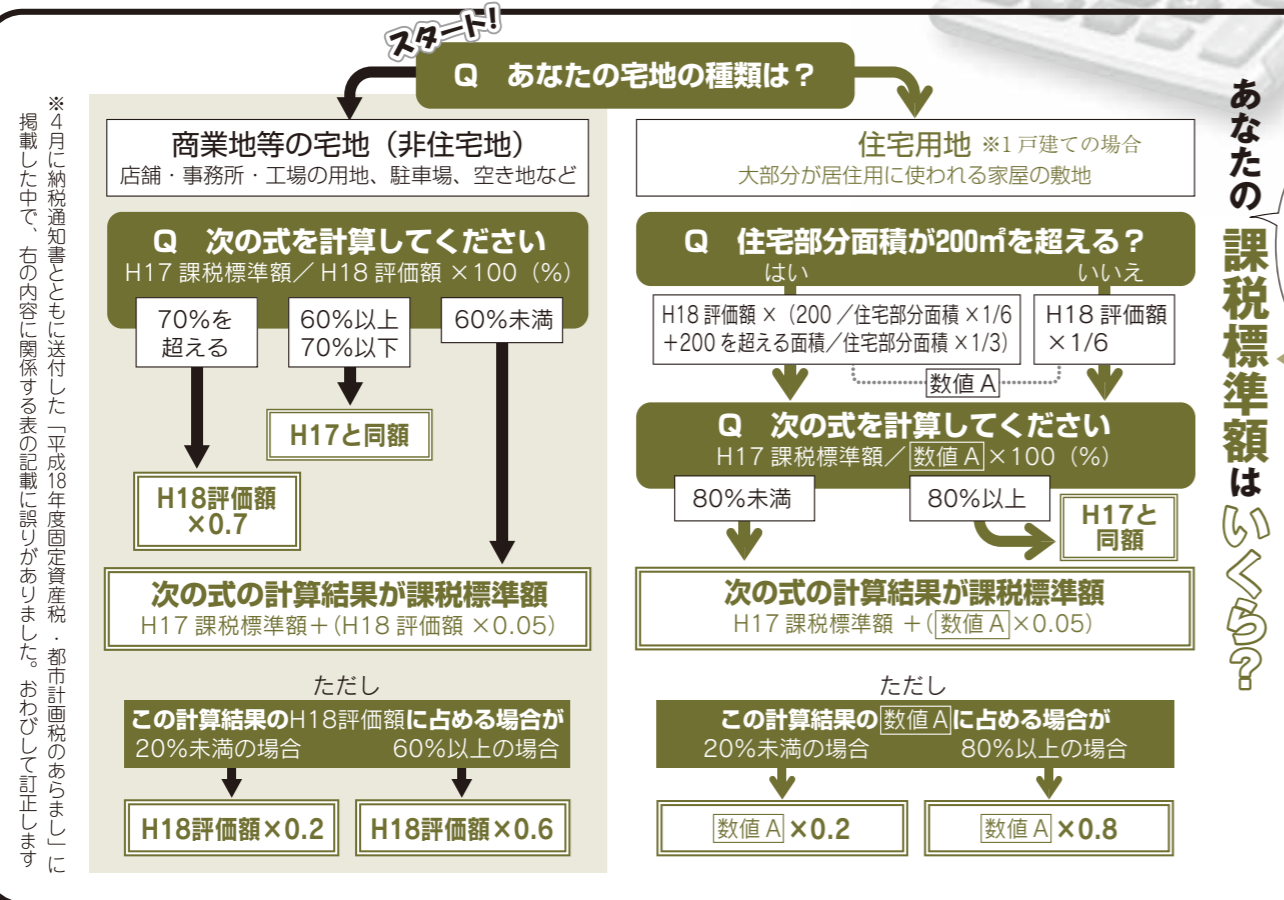 あなたの課税標準額はいくら？
スタート！
Q　あなたの宅地の種類は？
商業地等の宅地（非住宅地）
店舗・事務所・工場の用地、駐車場、空き地など
Q　次の式を計算してください
H17 課税標準額／ H18 評価額 ×100（%）
70%を
超える
60%以上
70%以下
60%未満
H17と同額
H18評価額
×0.7
次の式の計算結果が課税標準額
H17 課税標準額＋(H18 評価額 ×0.05)
ただし
この計算結果のH18評価額に占める場合が
20%未満の場合
60%以上の場合
H18評価額×0.2
H18評価額×0.6
住宅用地 ※1 戸建ての場合
大部分が居住用に使われる家屋の敷地
Q　住宅部分面積が200㎡を超える？
はい
いいえ
H18 評価額 ×（200 ／住宅部分面積 ×1/6
＋200 を超える面積／住宅部分面積 ×1/3）
H18 評価額
×1/6
数値 A
Q　次の式を計算してください
H17 課税標準額／ 数値 A ×100（%）
80%未満
80%以上
H17と
同額
次の式の計算結果が課税標準額
H17 課税標準額 ＋( 数値 A ×0.05)
ただし
この計算結果の 数値 A に占める場合が
20%未満の場合
80%以上の場合
数値 A ×0.2
数値 A ×0.8
※４月に納税通知書とともに送付した「平成18年度固定資産税・都市計画税のあらまし」に
掲載した中で、右の内容に関係する表の記載に誤りがありました。おわびして訂正します